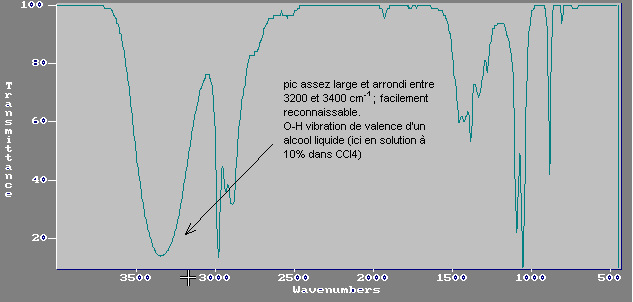 100
80
60
40
20
Transmittance
pic assez large et arrondi entre
3200 et 3400 cm-1 ; facilement
reconnaissable.
O-H vibration de valence d'un
alcool liquide (ici en solution à
10% dans CCl4)
3500 3000 2500 2000 1500 1000 500
Wavenumbers